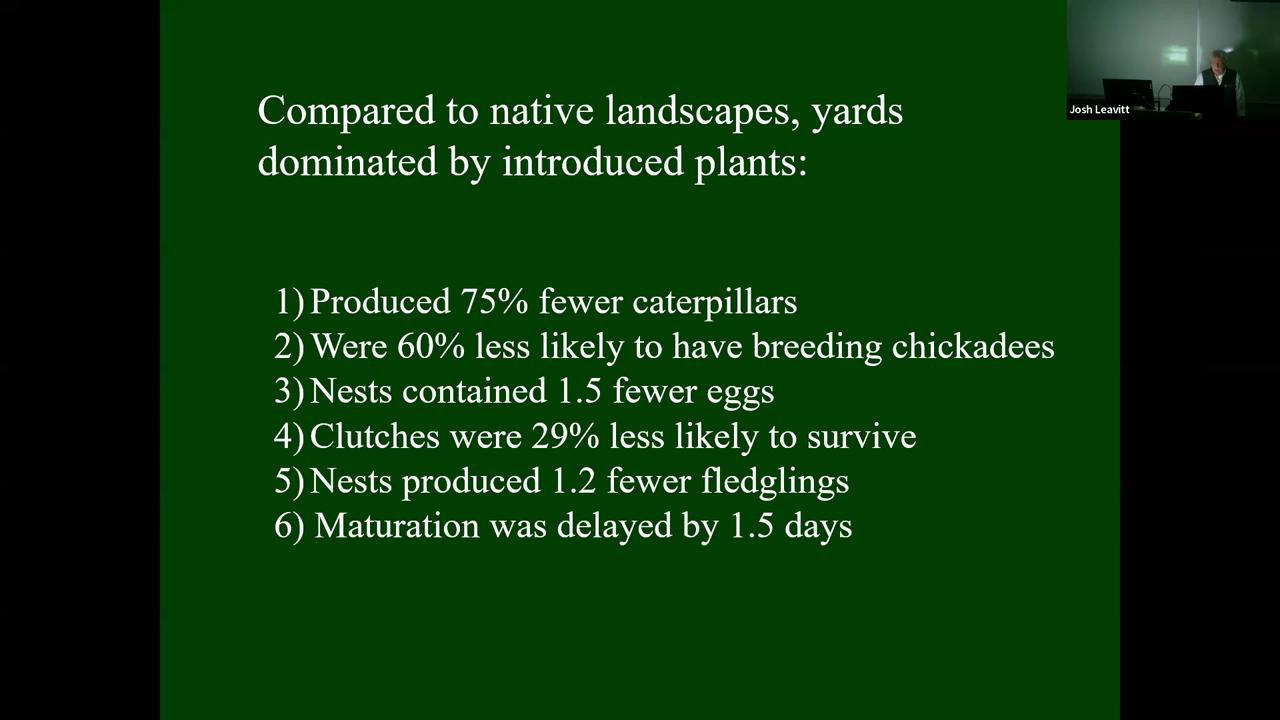 Compared to native landscapes, yards
dominated by introduced plants:
1) Produced 75% fewer caterpillars
2) Were 60% less likely to have breeding chickadees
3) Nests contained 1.5 fewer eggs
4) Clutches were 29% less likely to survive
5) Nests produced 1.2 fewer fledglings
6) Maturation was delayed by 1.5 days
Josh Leavitt